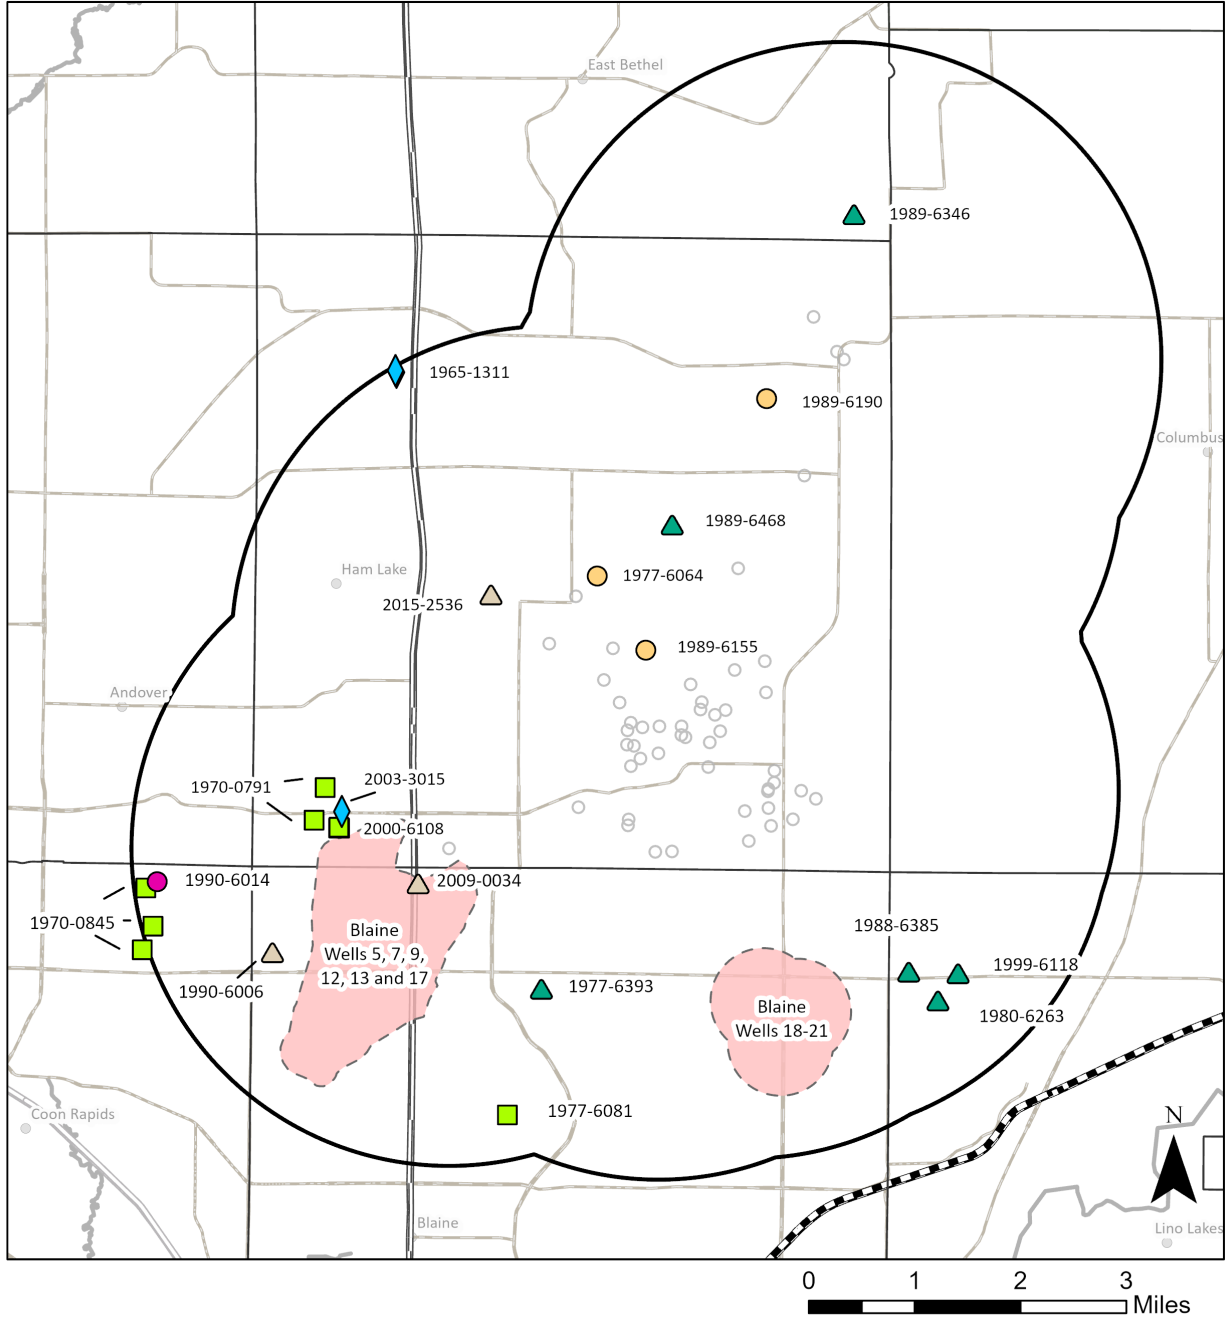 East Bethel
1989-6346
1965-1311
1989-6190
Columbus
1989-6468
Ham Lake
1977-6064
2015-2536
1989-6155
Andover
1970-0791
2003-3015
2000-6108
1990-6014
2009-0034
1970-0845
1988-6385
Blaine
Wells 5, 7, 9,
12, 13 and 17
1990-6006
1977-6393
1999-6118
Blaine
Wells 18-21
1980-6263
Coon Rapids
1977-6081
N
Blaine
Lino Lakes
0 1 2 3
Miles